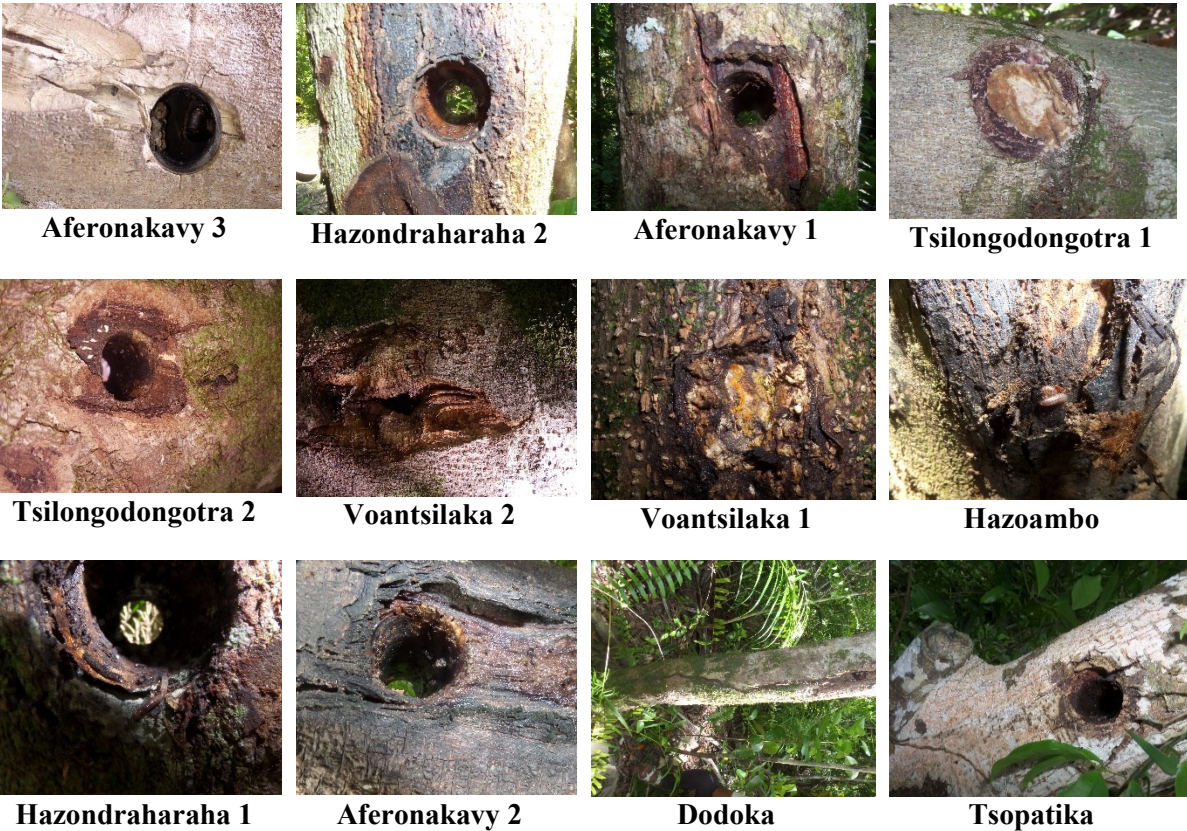 Aferonakavy 3
Hazondraharaha 2
Aferonakavy 1
Tsilongodongotra 1
Tsilongodongotra 2
Voantsilaka 2
Voantsilaka 1
Hazoambo
Hazondraharaha 1
Aferonakavy 2
Dodoka
Tsopatika